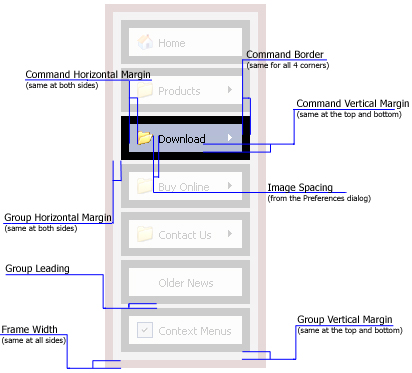 Home
Command Border
(same for all 4 corners)
Command Horizontal Margin
(same at both sides)
Products
Command Vertical Margin
(same at the top and bottom)
Download
Buy Online
Image Spacing
(from the Preferences dialog)
Group Horizontal Margin
(same at both sides)
Contact Us
Group Leading
Older News
Group Vertical Margin
(same at the top and bottom)
Frame Width
(same at all sides)
Context Menus